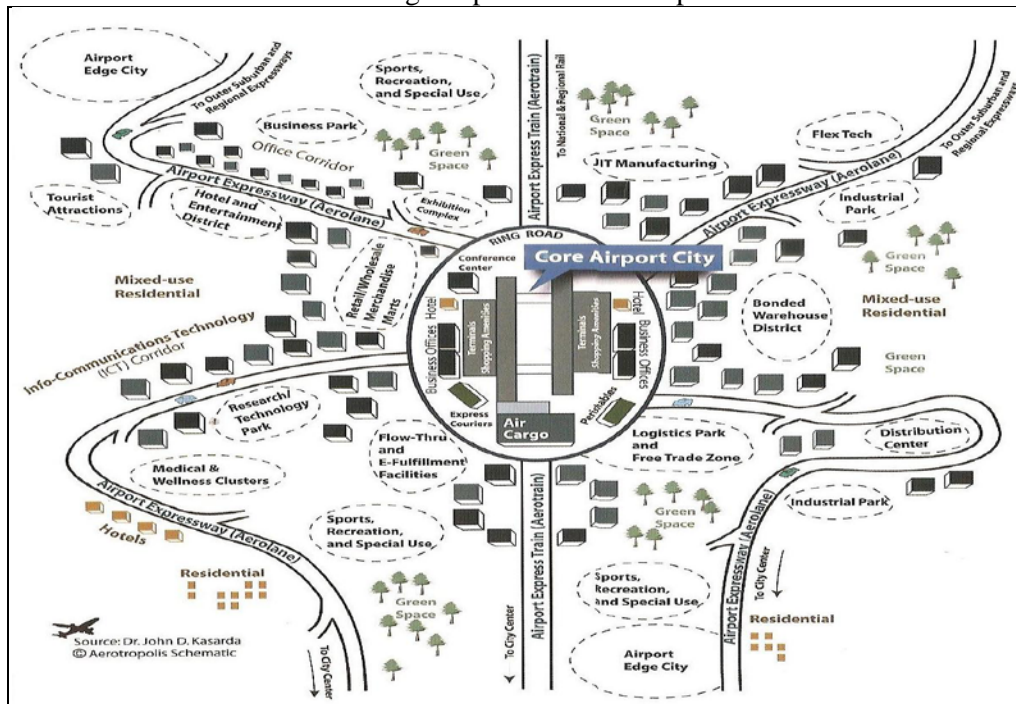 Airport
Edge City
To Outer Suburban and
Regional Expressways
Sports,
Recreation,
and Special Use
Business Park
Office Corridor
Green
Space
Airport Expressway (Aerolane)
Tourist
Attractions
Hotel and
Entertainment
District
Exhibition
Complex
Airport Express Train (Aerotrain)
To National & Regional Rail
Green
Space
JIT Manufacturing
Flex Tech
To Outer Suburban and
Regional Expressways
Airport Expressway (Aerolane)
Industrial
Park
Green
Space
Mixed-use
Residential
Retail/Wholesale
Merchandise
Marts
RING ROAD
Conference
Center
Core Airport City
Hotel
Terminals
Shopping Amenities
Business Offices
Terminals
Shopping Amenities
Hotel
Business Offices
Express
Couriers
Air
Cargo
Perishables
Bonded
Warehouse
District
Mixed-use
Residential
Green
Space
Info-Communications Technology
(ICT) Corridor
Research/
Technology
Park
Medical &
Wellness Clusters
Flow-Thru
and
E-Fulfillment
Facilities
Logistics Park
and
Free Trade Zone
Distribution
Center
Industrial Park
Airport Expressway (Aerolane)
Hotels
Sports,
Recreation,
and Special Use
Residential
Green
Space
To City Center
Airport Express Train (Aerotrain)
To City Center
Green
Space
Sports,
Recreation,
and Special Use
Airport
Edge City
Airport Expressway (Aerolane)
To City Center
Residential
Source: Dr. John D. Kasarda
© Aerotropolis Schematic